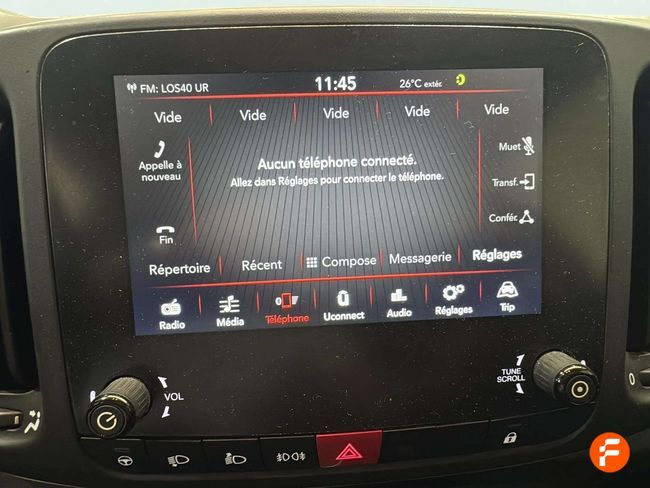 FM: LOS40 UR 11:45 26°C extér.
Vide Vide Vide Vide Vide
Appelle à
nouveau
Aucun téléphone connecté.
Allez dans Réglages pour connecter le téléphone.
Muet
Transf.
Confér.
Fin
Répertoire Récent Compose Messagerie Réglages
Radio Média Téléphone Uconnect Audio Réglages Trip
VOL
TUNE
SCROLL
0